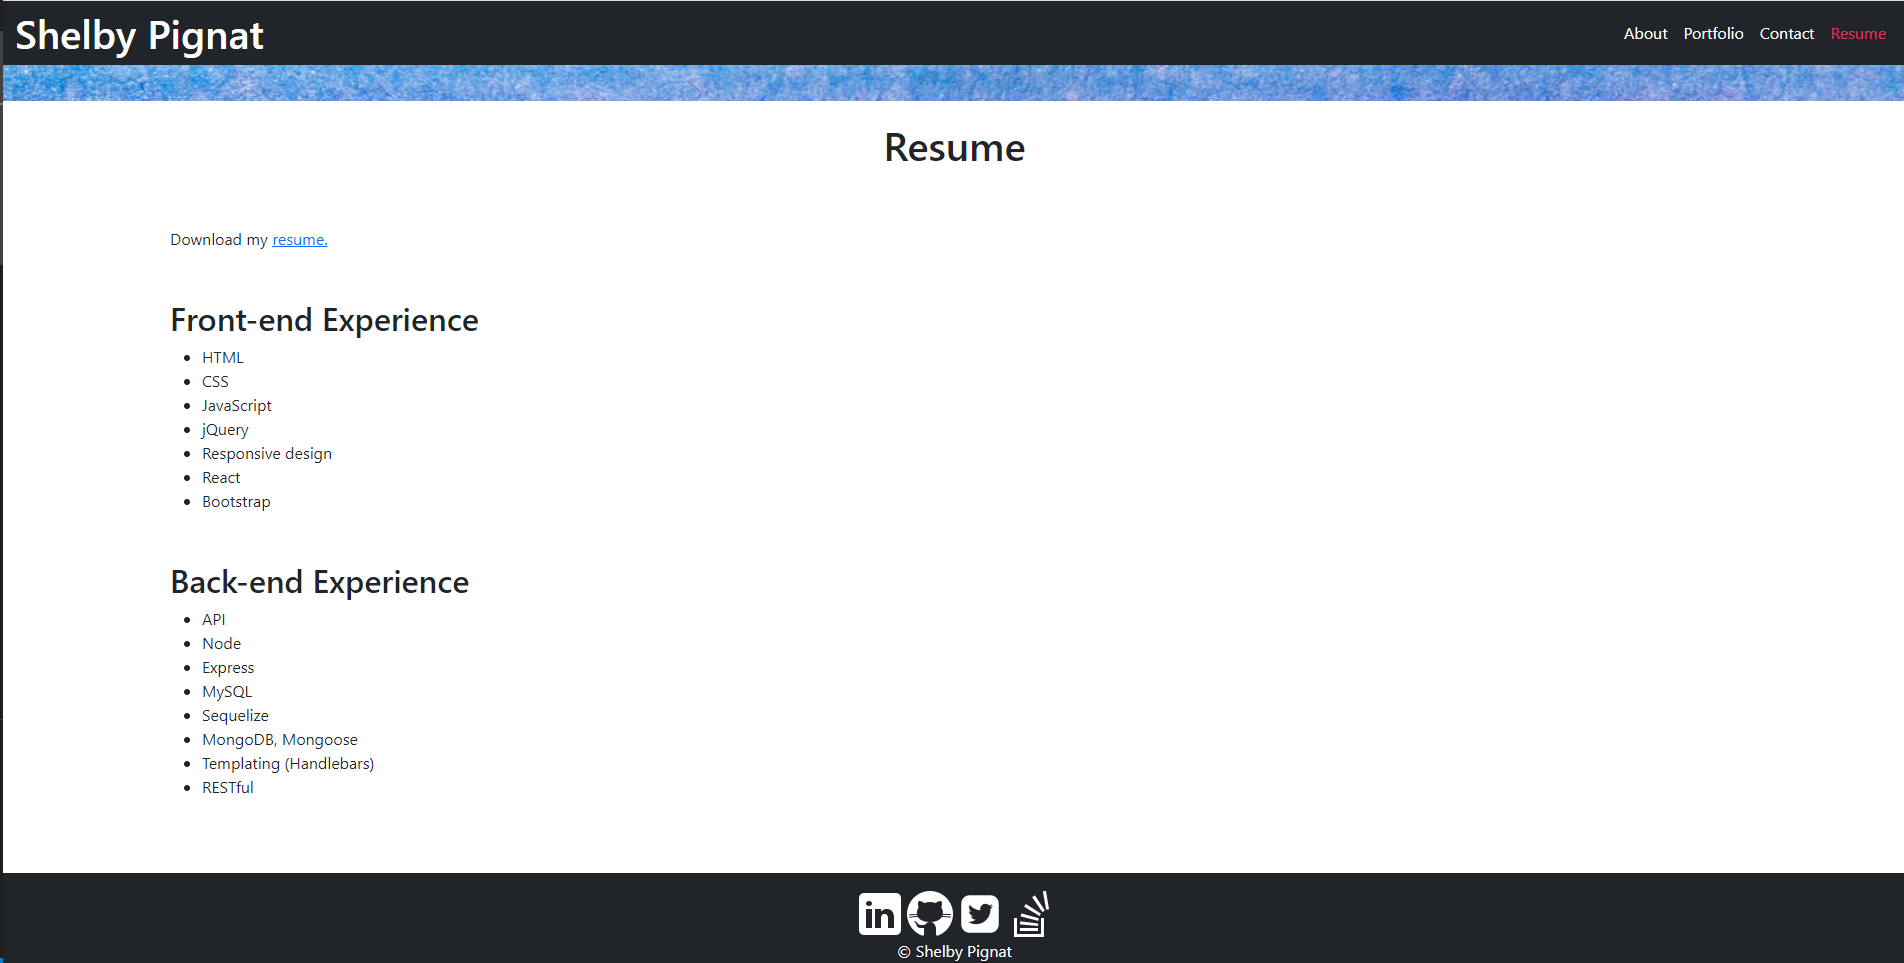 Shelby Pignat
About Portfolio Contact Resume
Resume
Download my resume.
Front-end Experience
HTML
CSS
JavaScript
jQuery
Responsive design
React
Bootstrap
Back-end Experience
API
Node
Express
MySQL
Sequelize
MongoDB, Mongoose
Templating (Handlebars)
RESTful
in
© Shelby Pignat